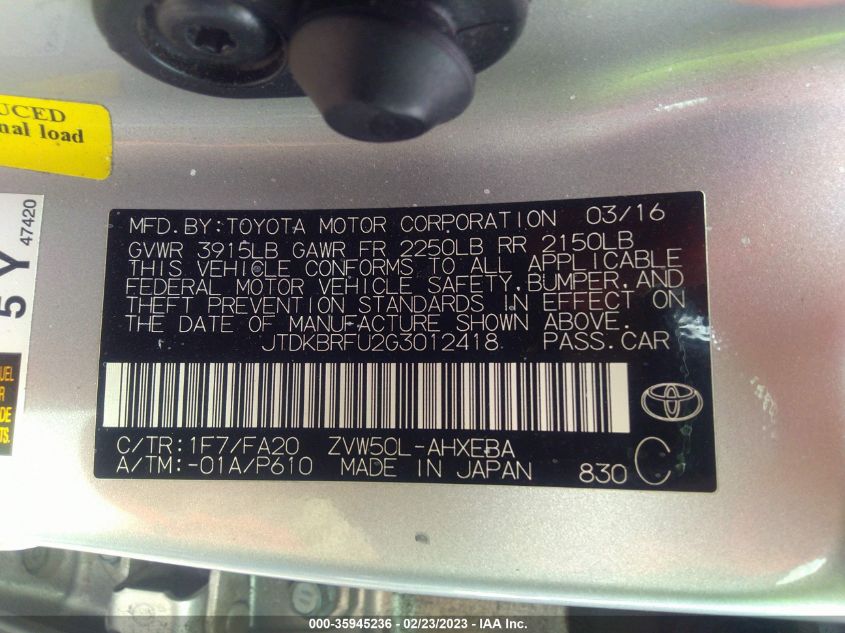 UCED
nal load
5Y
47420
UEL
R
DE
S.
MFD.BY:TOYOTA MOTOR CORPORATION 03/16
GVWR 3915LB GAWR FR 2250LB RR 2150LB
THIS VEHICLE CONFORMS TO ALL APPLICABLE
FEDERAL MOTOR VEHICLE SAFETY,BUMPER,AND
THEFT PREVENTION STANDARDS IN EFFECT ON
THE DATE OF MANUFACTURE SHOWN ABOVE.
JTDKBRFU2G3012418 PASS.CAR
C/TR:1F7/FA20 ZVW50L-AHXEBA
A/TM:-01A/P610 MADE IN JAPAN 830 C
000-35945236 - 02/23/2023 - IAA Inc.